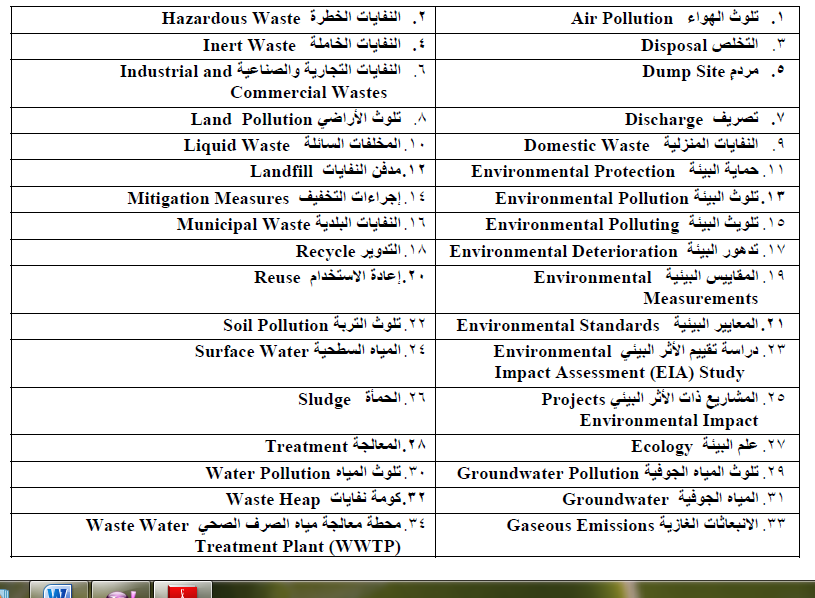 ١. تلوث الهواء Air Pollution
٢. النفايات الخطرة Hazardous Waste
٣. التخلص Disposal
٤. النفايات الخاملة Inert Waste
٥. مردم Dump Site
٦. النفايات التجارية والصناعية Industrial and
Commercial Wastes
٧. تصريف Discharge
٨. تلوث الأراضي Land Pollution
٩. النفايات المنزلية Domestic Waste
١٠. المخلفات السائلة Liquid Waste
١١. حماية البيئة Environmental Protection
١٢. مدفن النفايات Landfill
١٣. تلوث البيئة Environmental Pollution
١٤. إجراءات التخفيف Mitigation Measures
١٥. تلويث البيئة Environmental Polluting
١٦. النفايات البلدية Municipal Waste
١٧. تدهور البيئة Environmental Deterioration
١٨. التدوير Recycle
١٩. المقاييس البيئية Environmental
Measurements
٢٠. إعادة الاستخدام Reuse
٢١. المعايير البيئية Environmental Standards
٢٢. تلوث التربة Soil Pollution
٢٣. دراسة تقييم الأثر البيئي Environmental
Impact Assessment (EIA) Study
٢٤. المياه السطحية Surface Water
٢٥. المشاريع ذات الأثر البيئي Projects
Environmental Impact
٢٦. الحمأة Sludge
٢٧. علم البيئة Ecology
٢٨. المعالجة Treatment
٢٩. تلوث المياه الجوفية Groundwater Pollution
٣٠. تلوث المياه Water Pollution
٣١. المياه الجوفية Groundwater
٣٢. كومة نفايات Waste Heap
٣٣. الانبعاثات الغازية Gaseous Emissions
٣٤. محطة معالجة مياه الصرف الصحي Waste Water
Treatment Plant (WWTP)